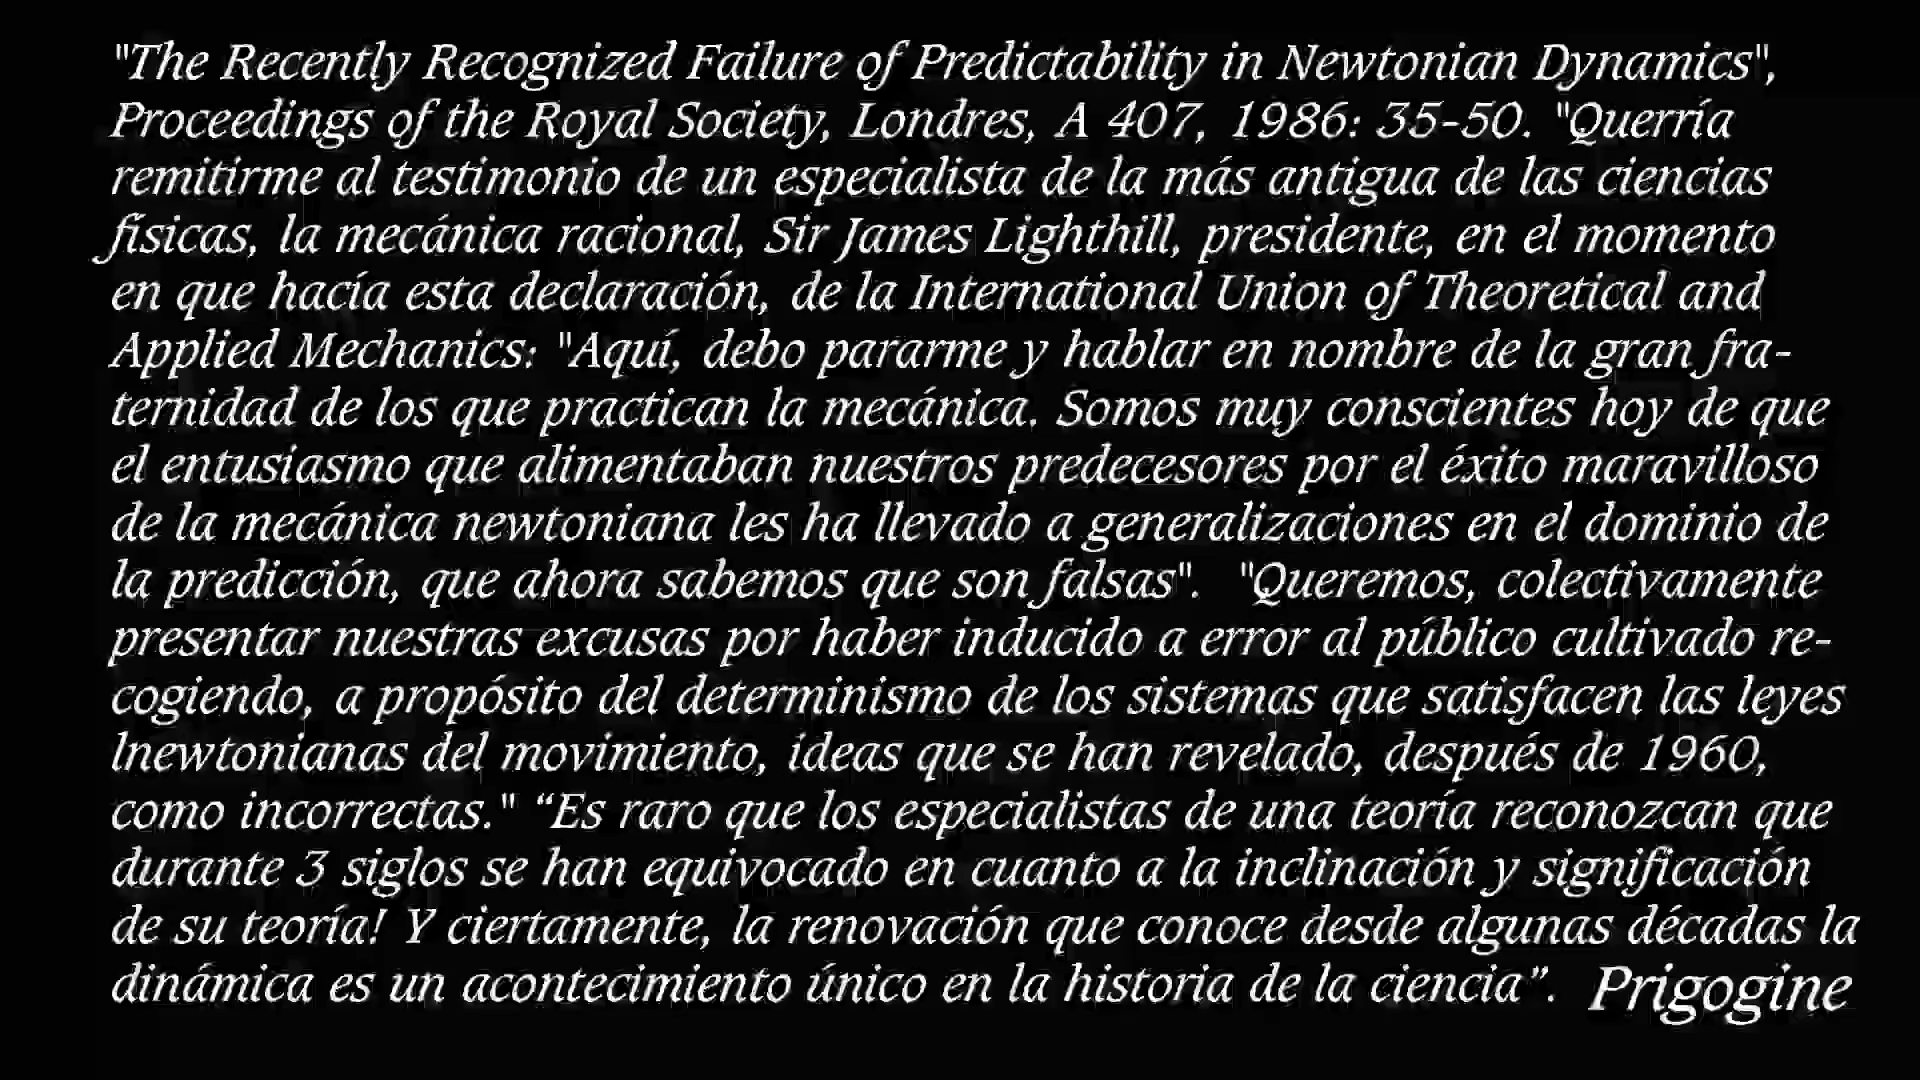 "The Recently Recognized Failure of Predictability in Newtonian Dynamics",
Proceedings of the Royal Society, Londres, A 407, 1986: 35-50. "Querría
remitirme al testimonio de un especialista de la más antigua de las ciencias
físicas, la mecánica racional, Sir James Lighthill, presidente, en el momento
en que hacía esta declaración, de la International Union of Theoretical and
Applied Mechanics: "Aquí, debo pararme y hablar en nombre de la gran fra-
ternidad de los que practican la mecánica. Somos muy conscientes hoy de que
el entusiasmo que alimentaban nuestros predecesores por el éxito maravilloso
de la mecánica newtoniana les ha llevado a generalizaciones en el dominio de
la predicción, que ahora sabemos que son falsas". "Queremos, colectivamente
presentar nuestras excusas por haber inducido a error al público cultivado re-
cogiendo, a propósito del determinismo de los sistemas que satisfacen las leyes
lnewtonianas del movimiento, ideas que se han revelado, después de 1960,
como incorrectas." “Es raro que los especialistas de una teoría reconozcan que
durante 3 siglos se han equivocado en cuanto a la inclinación y significación
de su teoría! Y ciertamente, la renovación que conoce desde algunas décadas la
dinámica es un acontecimiento único en la historia de la ciencia”. Prigogine